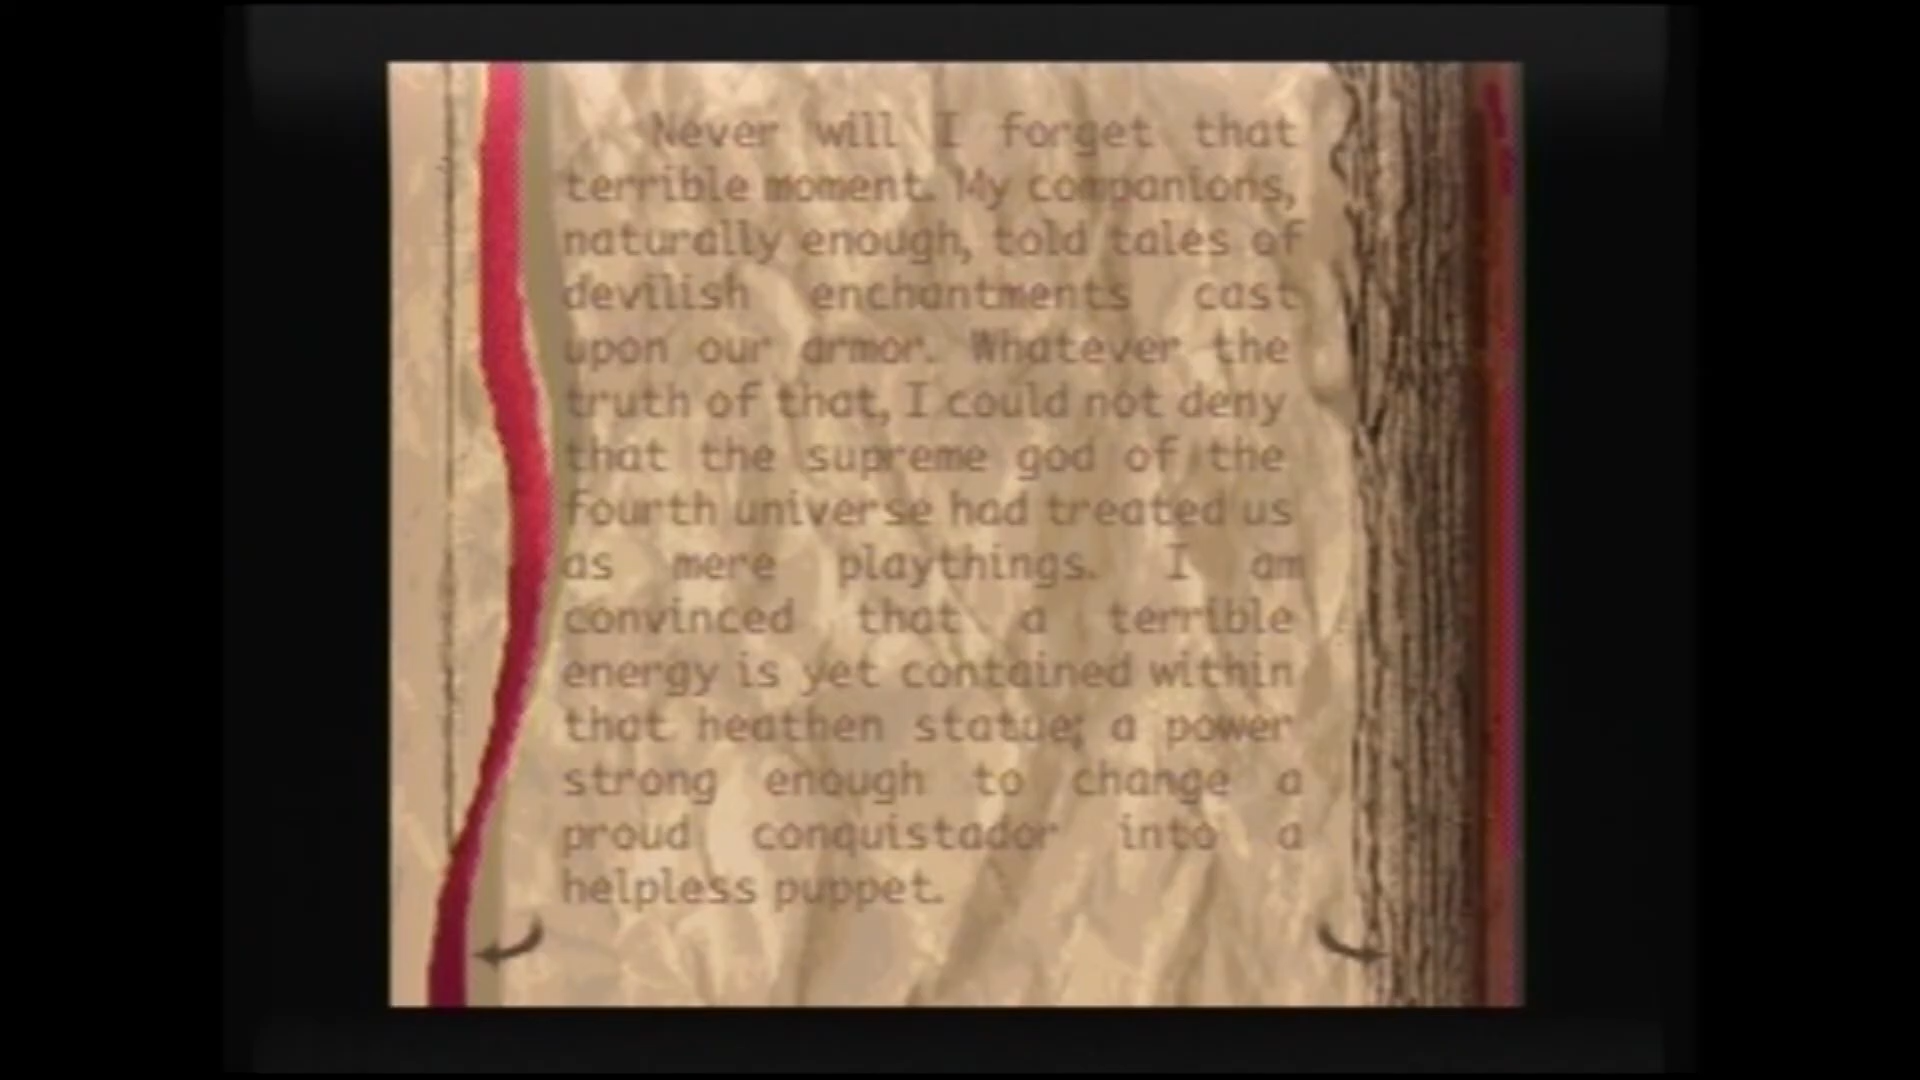 Never will I forget that
terrible moment. My companions,
naturally enough, told tales of
devilish enchantments cast
upon our armor. Whatever the
truth of that, I could not deny
that the supreme god of the
fourth universe had treated us
as mere playthings. I am
convinced that a terrible
energy is yet contained within
that heathen statue; a power
strong enough to change a
proud conquistador into a
helpless puppet.